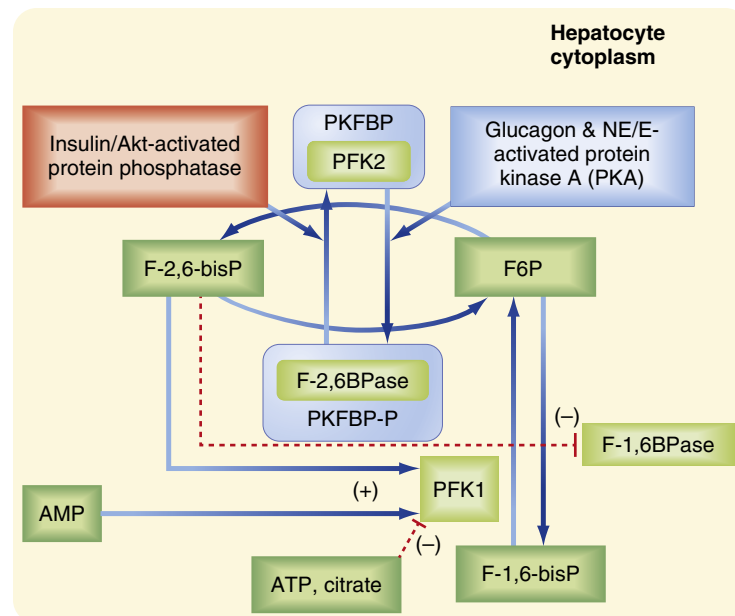 Hepatocyte
cytoplasm
Insulin/Akt-activated
protein phosphatase
PKFBP
PFK2
Glucagon & NE/E-
activated protein
kinase A (PKA)
F-2,6-bisP
F6P
F-2,6BPase
PKFBP-P
(–)
F-1,6BPase
PFK1
(+)
AMP
(–)
ATP, citrate
F-1,6-bisP